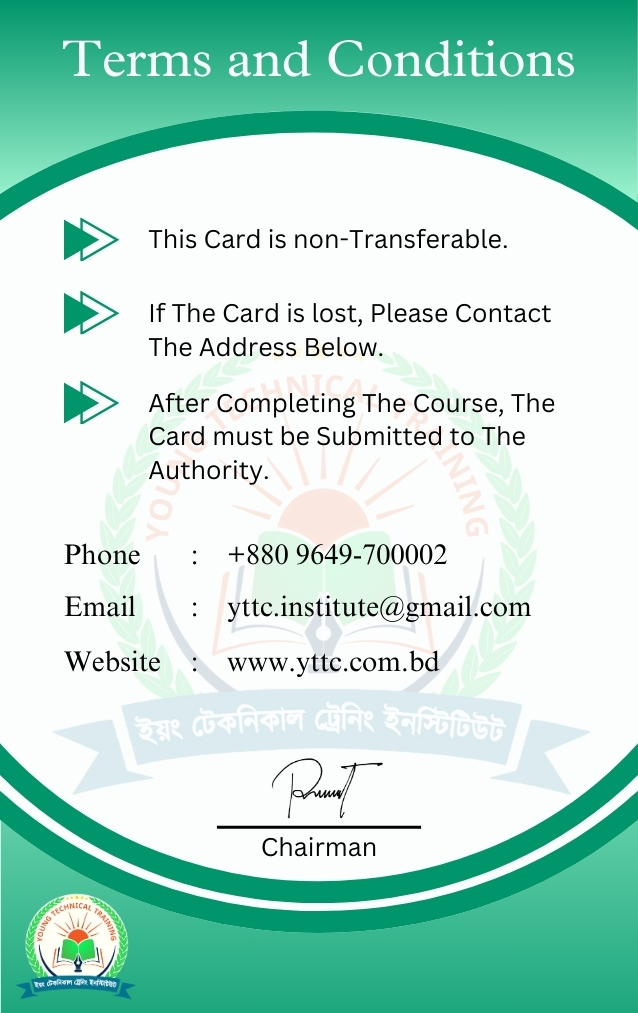 Terms and Conditions
This Card is non-Transferable.
If The Card is lost, Please Contact
The Address Below.
After Completing The Course, The
Card must be Submitted to The
Authority.
YOUNG TECHNICAL TRAINING
Phone : +880 9649-700002
Email : yttc.institute@gmail.com
Website : www.yttc.com.bd
ইয়ং টেকনিকাল ট্রেনিং ইনস্টিটিউট
Chairman
YOUNG TECHNICAL TRAINING
ইয়ং টেকনিকাল ট্রেনিং ইনস্টিটিউট